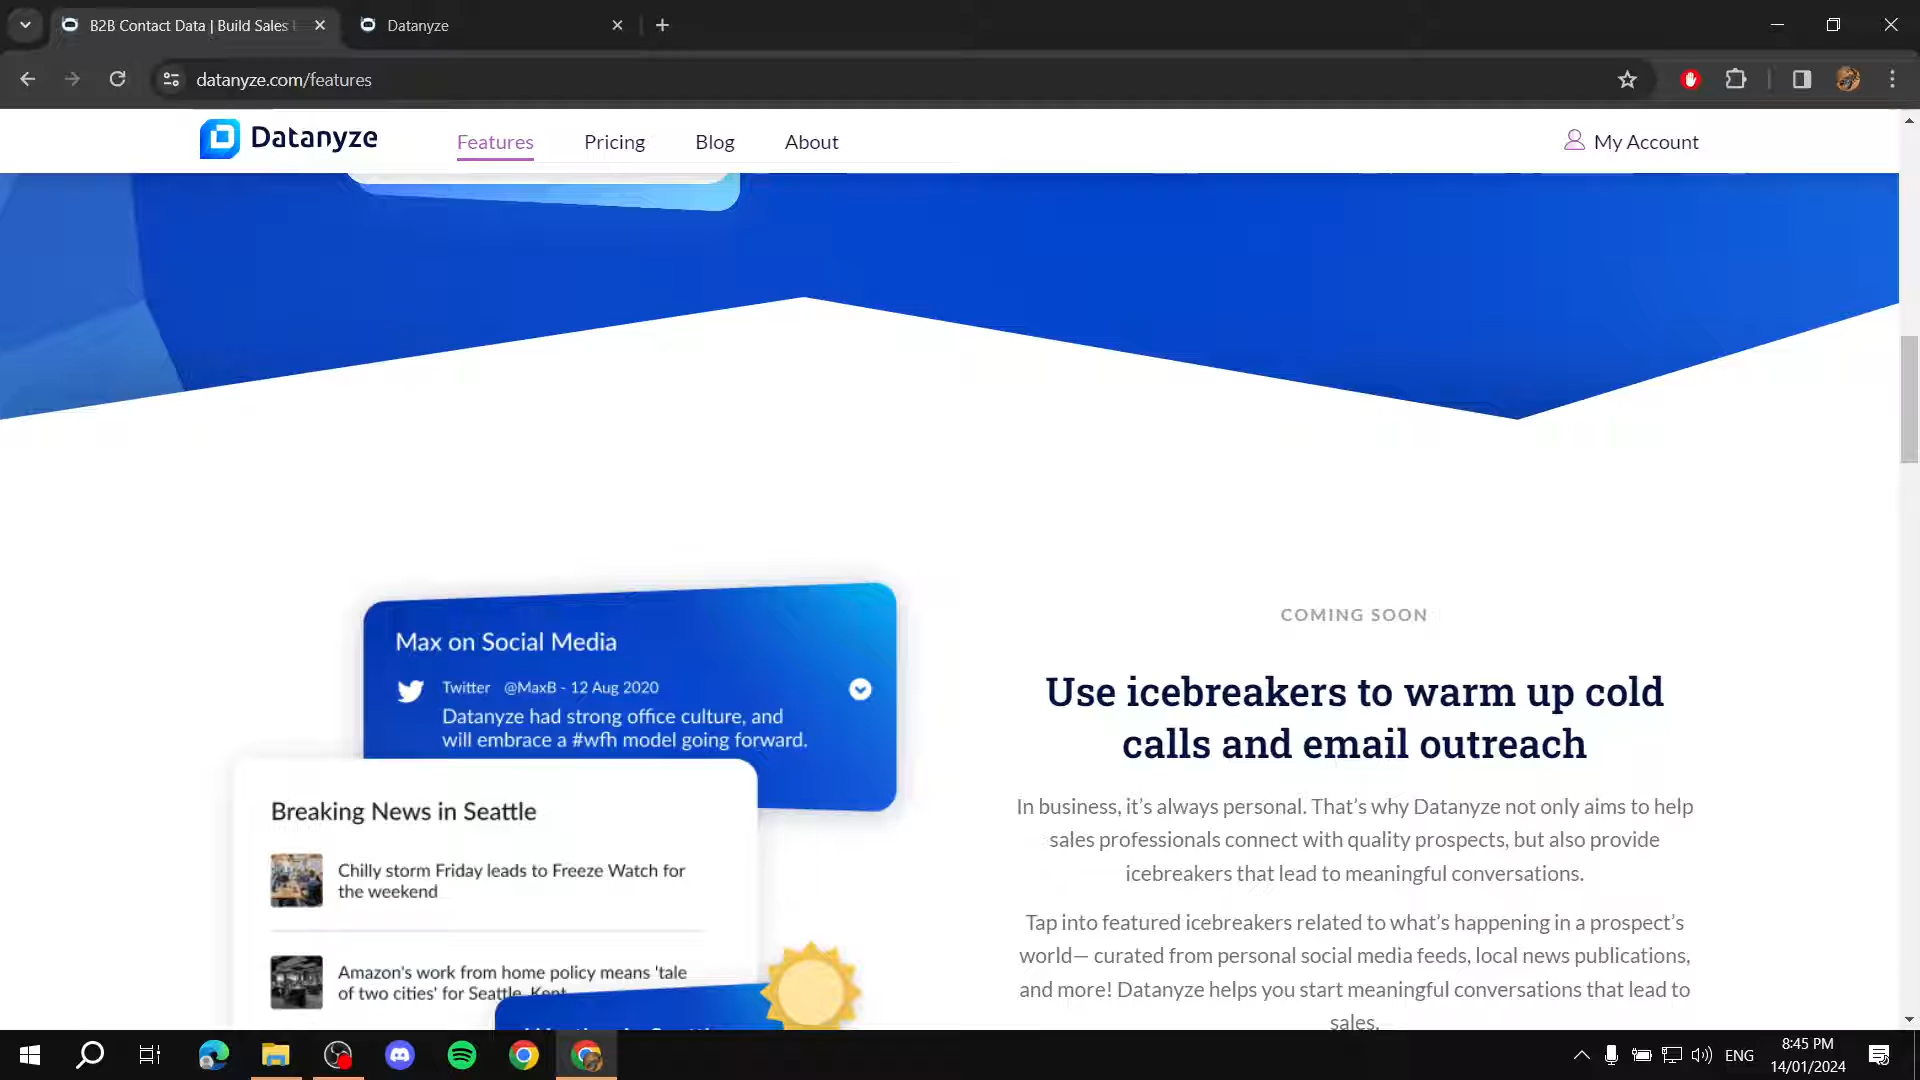 B2B Contact Data | Build Sales
Datanyze
datanyze.com/features
Datanyze
Features
Pricing
Blog
About
My Account
Max on Social Media
Twitter @MaxB - 12 Aug 2020
Datanyze had strong office culture, and
will embrace a #wfh model going forward.
Breaking News in Seattle
Chilly storm Friday leads to Freeze Watch for
the weekend
Amazon's work from home policy means 'tale
of two cities' for Seattle, Kent
COMING SOON
Use icebreakers to warm up cold
calls and email outreach
In business, it’s always personal. That’s why Datanyze not only aims to help
sales professionals connect with quality prospects, but also provide
icebreakers that lead to meaningful conversations.
Tap into featured icebreakers related to what’s happening in a prospect’s
world— curated from personal social media feeds, local news publications,
and more! Datanyze helps you start meaningful conversations that lead to
sales.
ENG
8:45 PM
14/01/2024